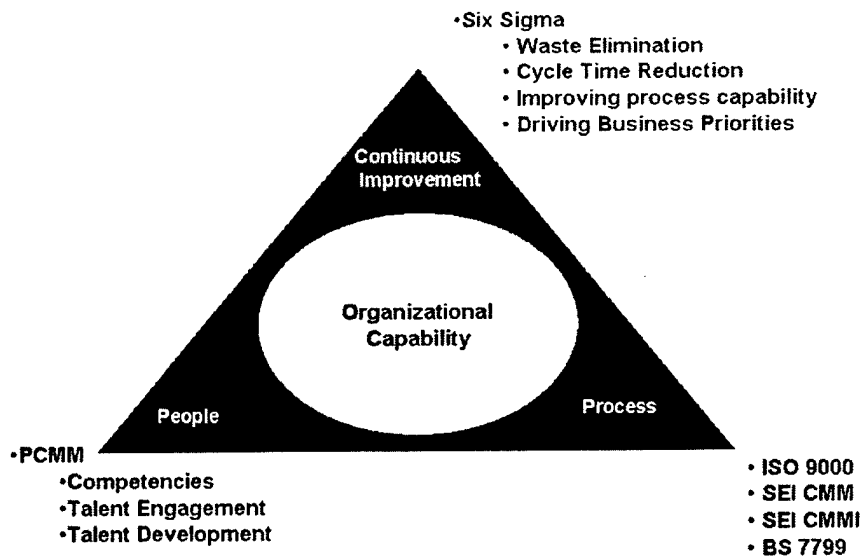 •Six Sigma
• Waste Elimination
• Cycle Time Reduction
• Improving process capability
• Driving Business Priorities
Continuous
Improvement
Organizational
Capability
People
Process
•PCMM
•Competencies
•Talent Engagement
•Talent Development
• ISO 9000
• SEI CMM
• SEI CMMI
• BS 7799